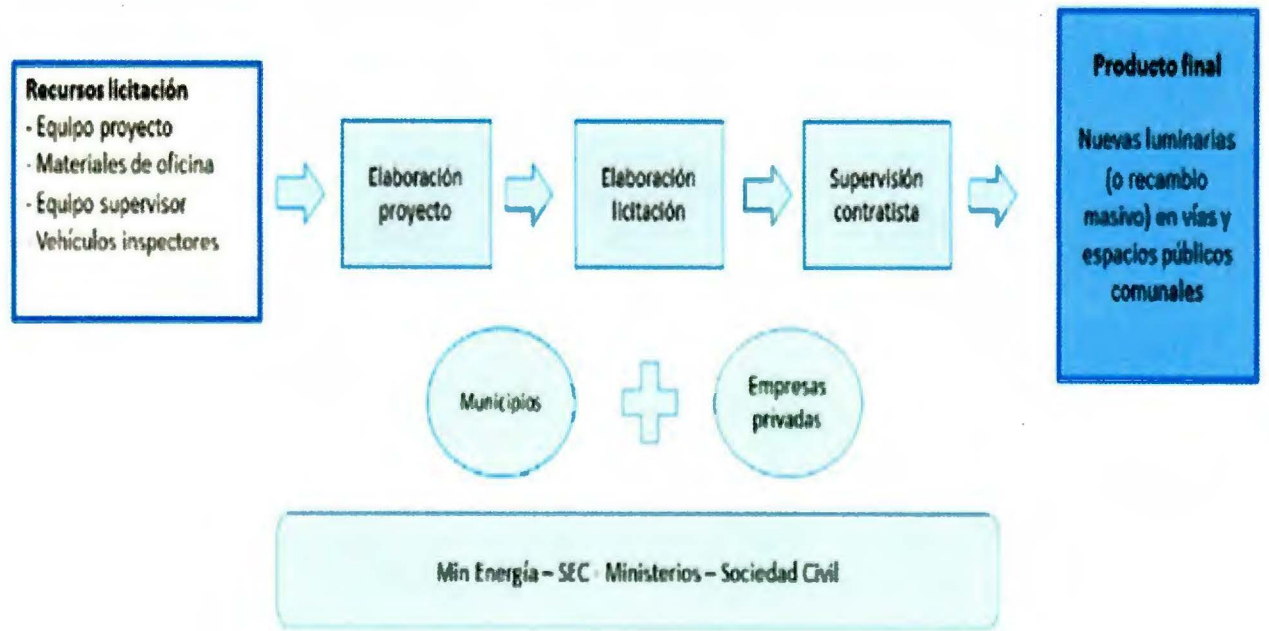 Recursos licitación
- Equipo proyecto
- Materiales de oficina
- Equipo supervisor
Vehículos inspectores
Elaboración
proyecto
Elaboración
licitación
Supervisión
contratista
Producto final
Nuevas luminarias
(o recambio
masivo) en vías y
espacios públicos
comunales
Municipios
Empresas
privadas
Min Energía – SEC - Ministerios – Sociedad Civil